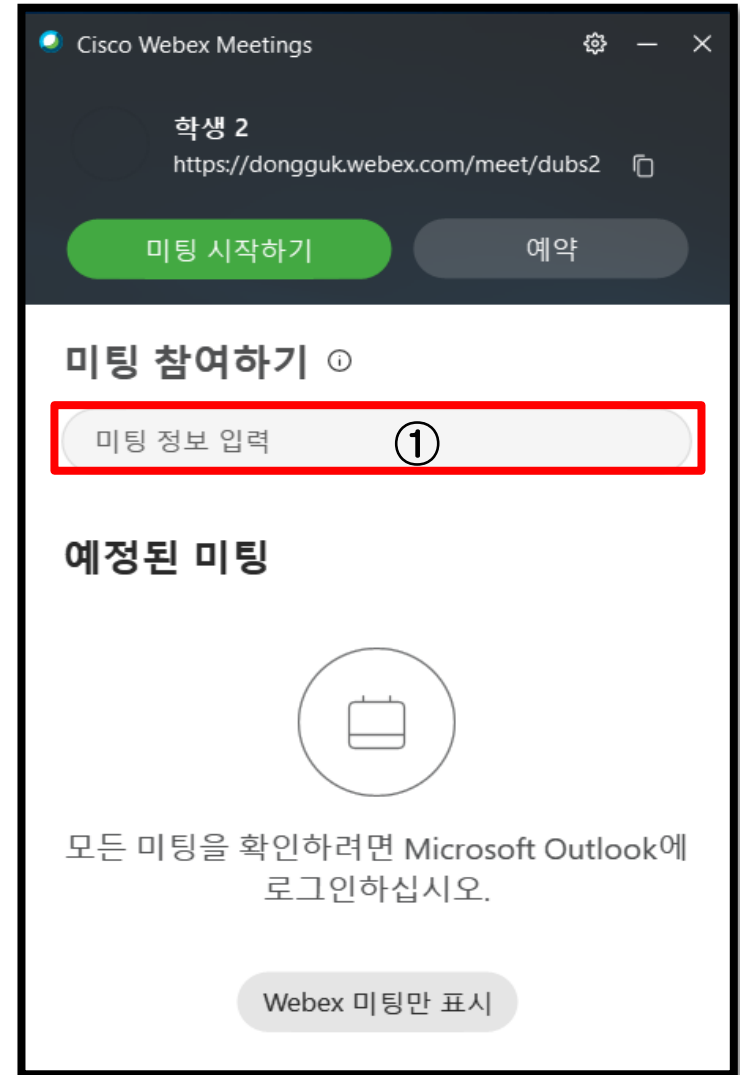 Cisco Webex Meetings
학생 2
https://dongguk.webex.com/meet/dubs2
미팅 시작하기
예약
미팅 참여하기
미팅 정보 입력 ①
예정된 미팅
모든 미팅을 확인하려면 Microsoft Outlook에
로그인하십시오.
Webex 미팅만 표시